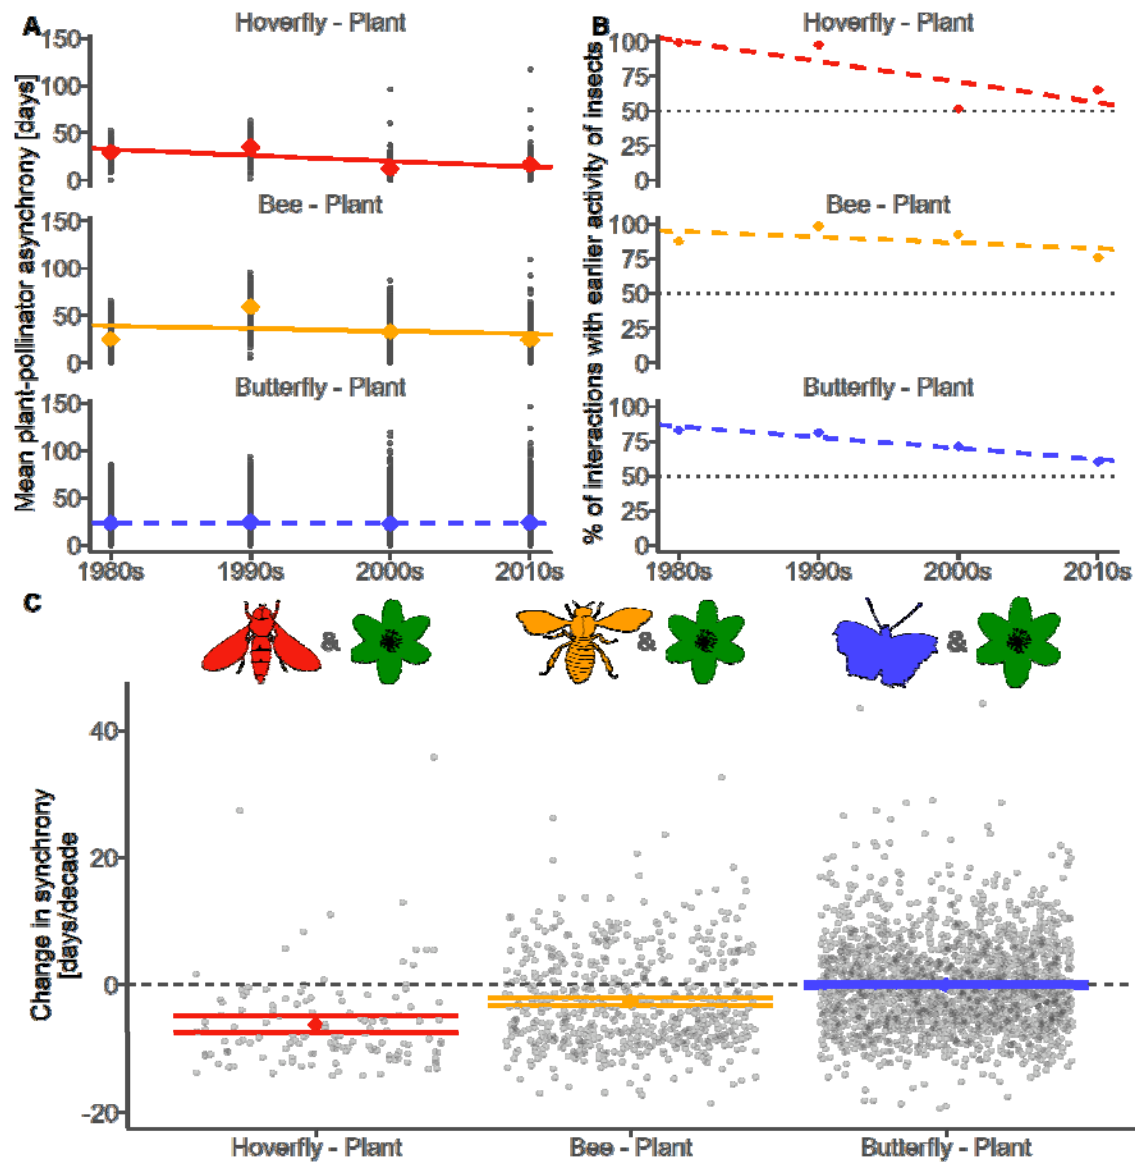 A
Hoverfly - Plant
Mean plant-pollinator asynchrony [days]
150
100
50
0
Bee - Plant
150
100
50
0
Butterfly - Plant
150
100
50
0
1980s 1990s 2000s 2010s
B
Hoverfly - Plant
% of interactions with earlier activity of insects
100
75
50
25
0
Bee - Plant
100
75
50
25
0
Butterfly - Plant
100
75
50
25
0
1980s 1990s 2000s 2010s
C
& & &
Change in synchrony
[days/decade
40
20
0
-20
Hoverfly - Plant Bee - Plant Butterfly - Plant